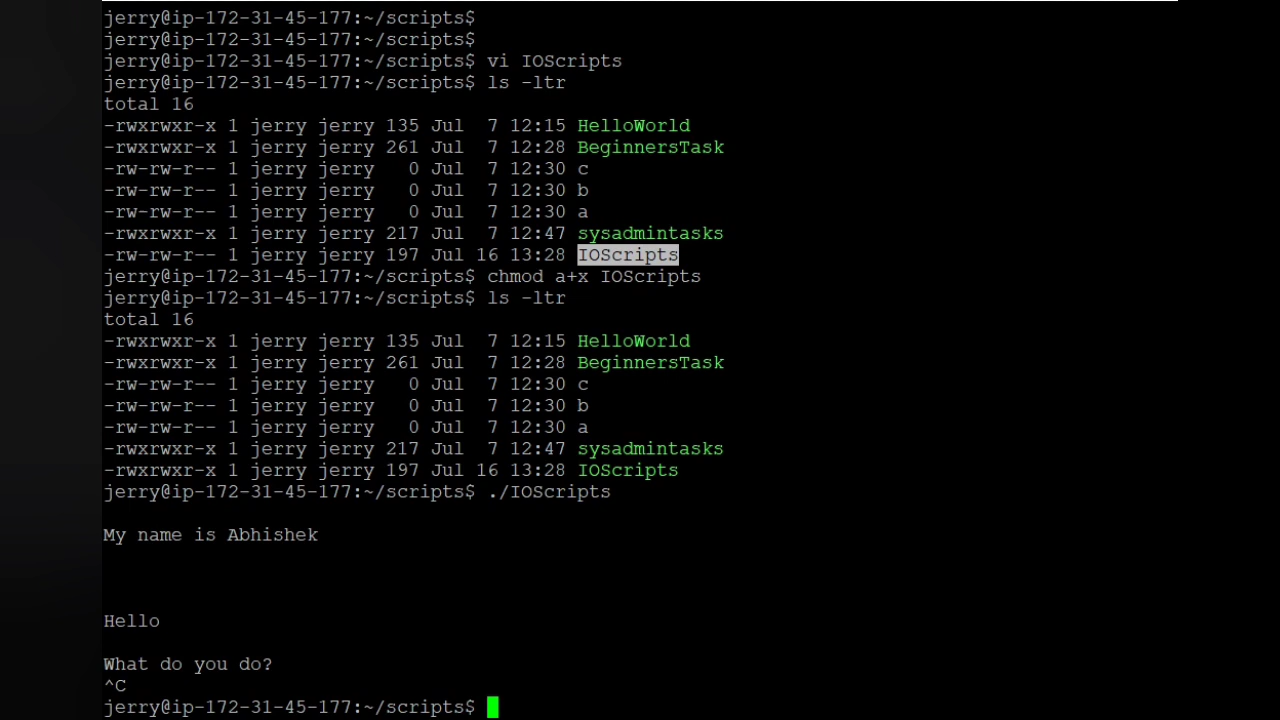 jerry@ip-172-31-45-177:~/scripts$
jerry@ip-172-31-45-177:~/scripts$
jerry@ip-172-31-45-177:~/scripts$ vi IOScripts
jerry@ip-172-31-45-177:~/scripts$ ls -ltr
total 16
-rwxrwxr-x 1 jerry jerry 135 Jul  7 12:15 HelloWorld
-rwxrwxr-x 1 jerry jerry 261 Jul  7 12:28 BeginnersTask
-rw-rw-r-- 1 jerry jerry   0 Jul  7 12:30 c
-rw-rw-r-- 1 jerry jerry   0 Jul  7 12:30 b
-rw-rw-r-- 1 jerry jerry   0 Jul  7 12:30 a
-rwxrwxr-x 1 jerry jerry 217 Jul  7 12:47 sysadmintasks
-rw-rw-r-- 1 jerry jerry 197 Jul 16 13:28 IOScripts
jerry@ip-172-31-45-177:~/scripts$ chmod a+x IOScripts
jerry@ip-172-31-45-177:~/scripts$ ls -ltr
total 16
-rwxrwxr-x 1 jerry jerry 135 Jul  7 12:15 HelloWorld
-rwxrwxr-x 1 jerry jerry 261 Jul  7 12:28 BeginnersTask
-rw-rw-r-- 1 jerry jerry   0 Jul  7 12:30 c
-rw-rw-r-- 1 jerry jerry   0 Jul  7 12:30 b
-rw-rw-r-- 1 jerry jerry   0 Jul  7 12:30 a
-rwxrwxr-x 1 jerry jerry 217 Jul  7 12:47 sysadmintasks
-rwxrwxr-x 1 jerry jerry 197 Jul 16 13:28 IOScripts
jerry@ip-172-31-45-177:~/scripts$ ./IOScripts
My name is Abhishek
Hello
What do you do?
^C
jerry@ip-172-31-45-177:~/scripts$